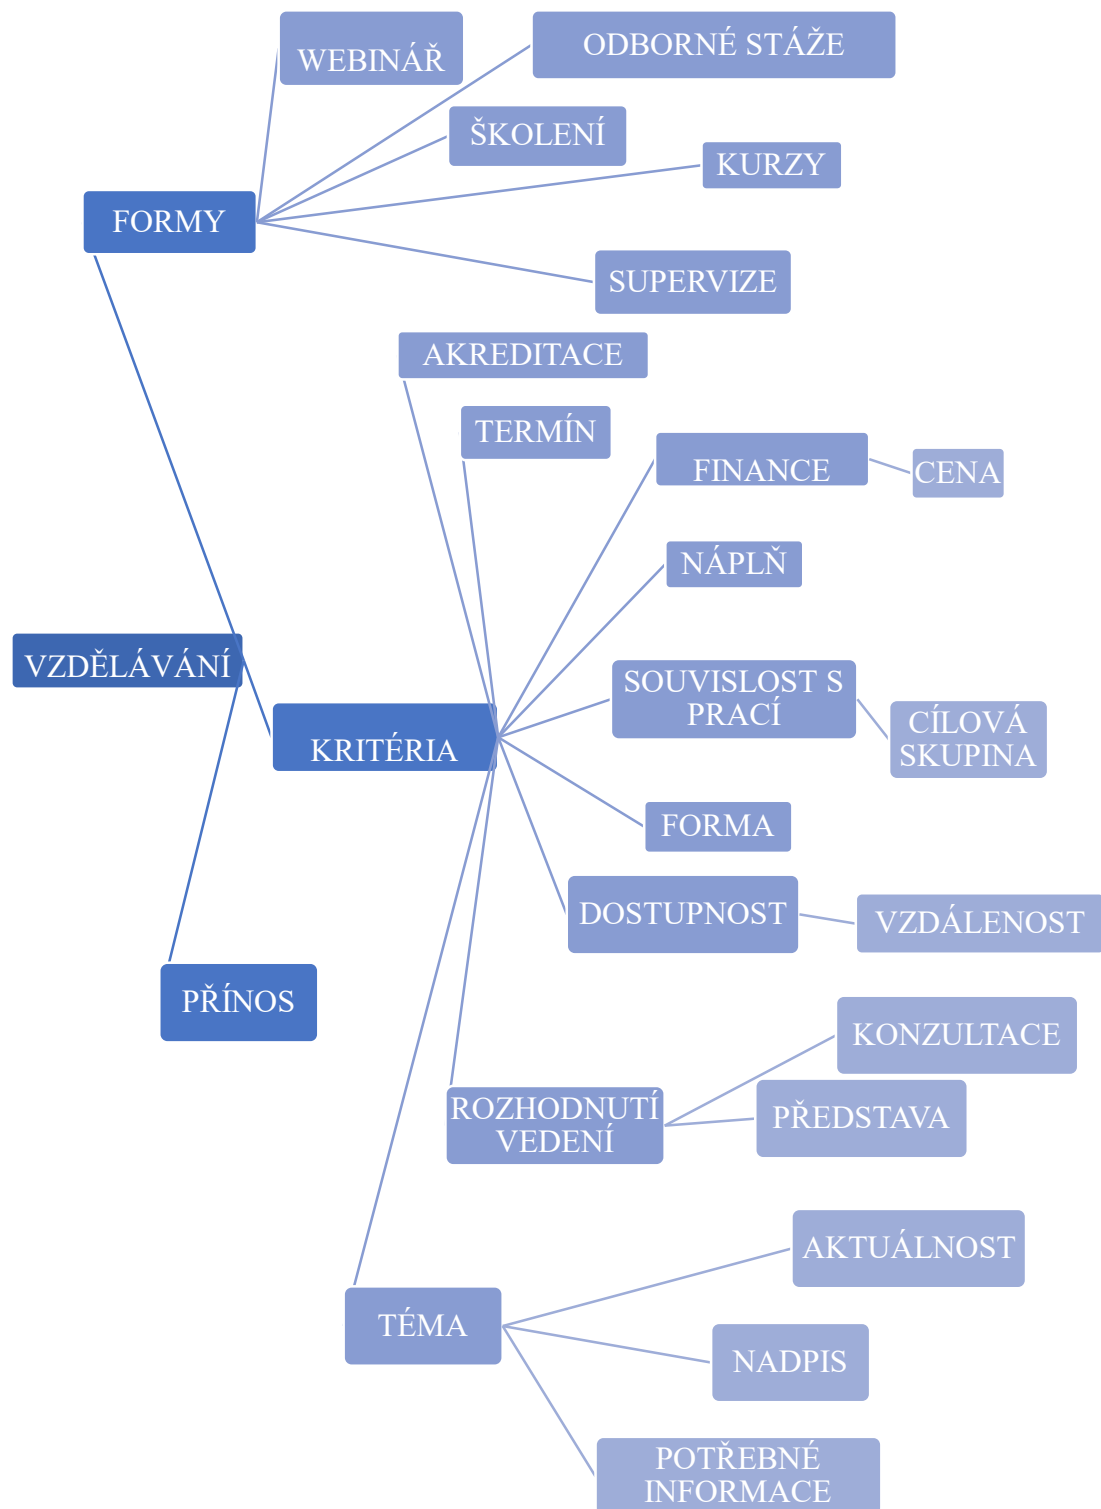 WEBINÁŘ
ODBORNÉ STÁŽE
ŠKOLENÍ
KURZY
FORMY
SUPERVIZE
AKREDITACE
TERMÍN
FINANCE
CENA
NÁPLŇ
VZDĚLÁVÁNÍ
SOUVISLOST S
PRACÍ
CÍLOVÁ
SKUPINA
KRITÉRIA
FORMA
DOSTUPNOST
VZDÁLENOST
PŘÍNOS
KONZULTACE
ROZHODNUTÍ
VEDENÍ
PŘEDSTAVA
AKTUÁLNOST
TÉMA
NADPIS
POTŘEBNÉ
INFORMACE